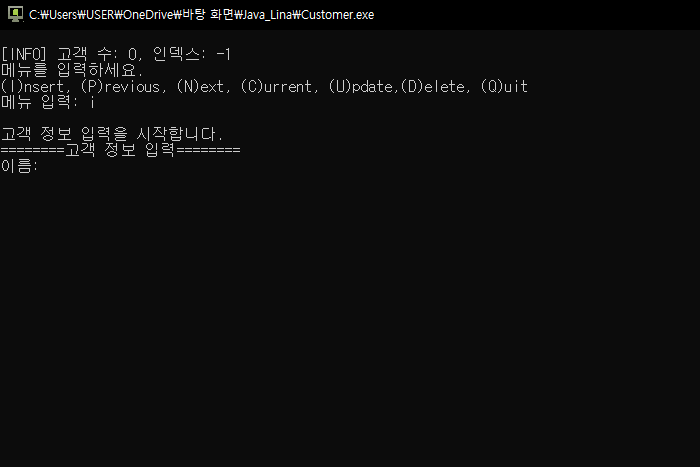 C:₩Users₩USER₩OneDrive₩바탕 화면₩Java_Lina₩Customer.exe
[INFO] 고객 수: 0, 인덱스: -1
메뉴를 입력하세요.
(I)nsert, (P)revious, (N)ext, (C)urrent, (U)pdate,(D)elete, (Q)uit
메뉴 입력: i
고객 정보 입력을 시작합니다.
========고객 정보 입력========
이름: